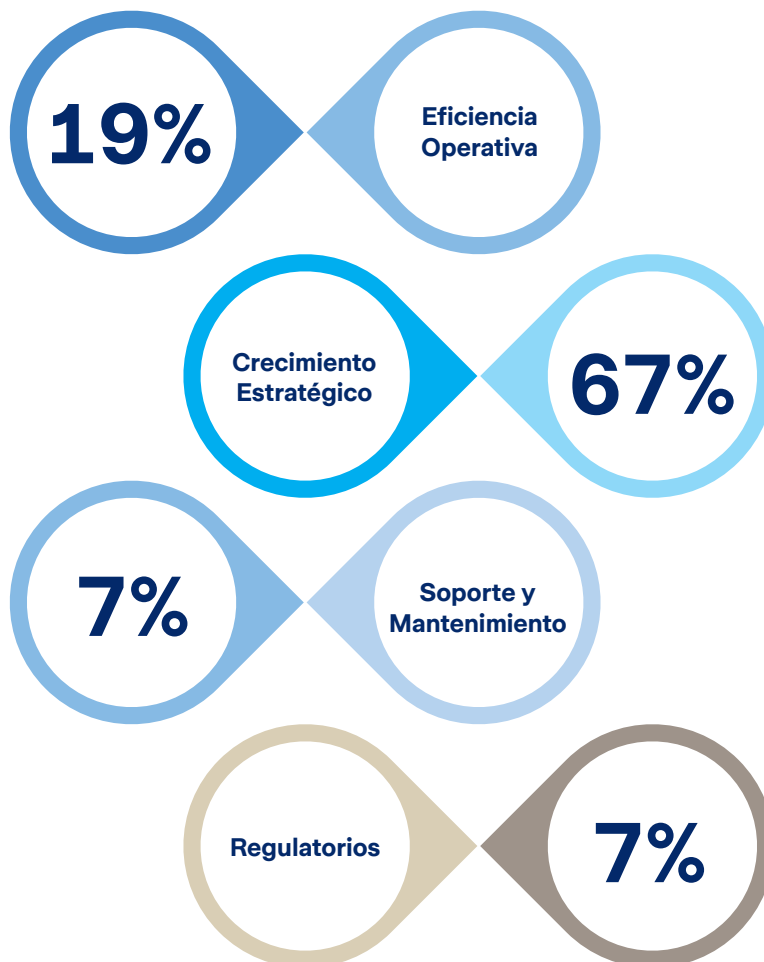 19%
Eficiencia
Operativa
Crecimiento
Estratégico
67%
7%
Soporte y
Mantenimiento
Regulatorios
7%